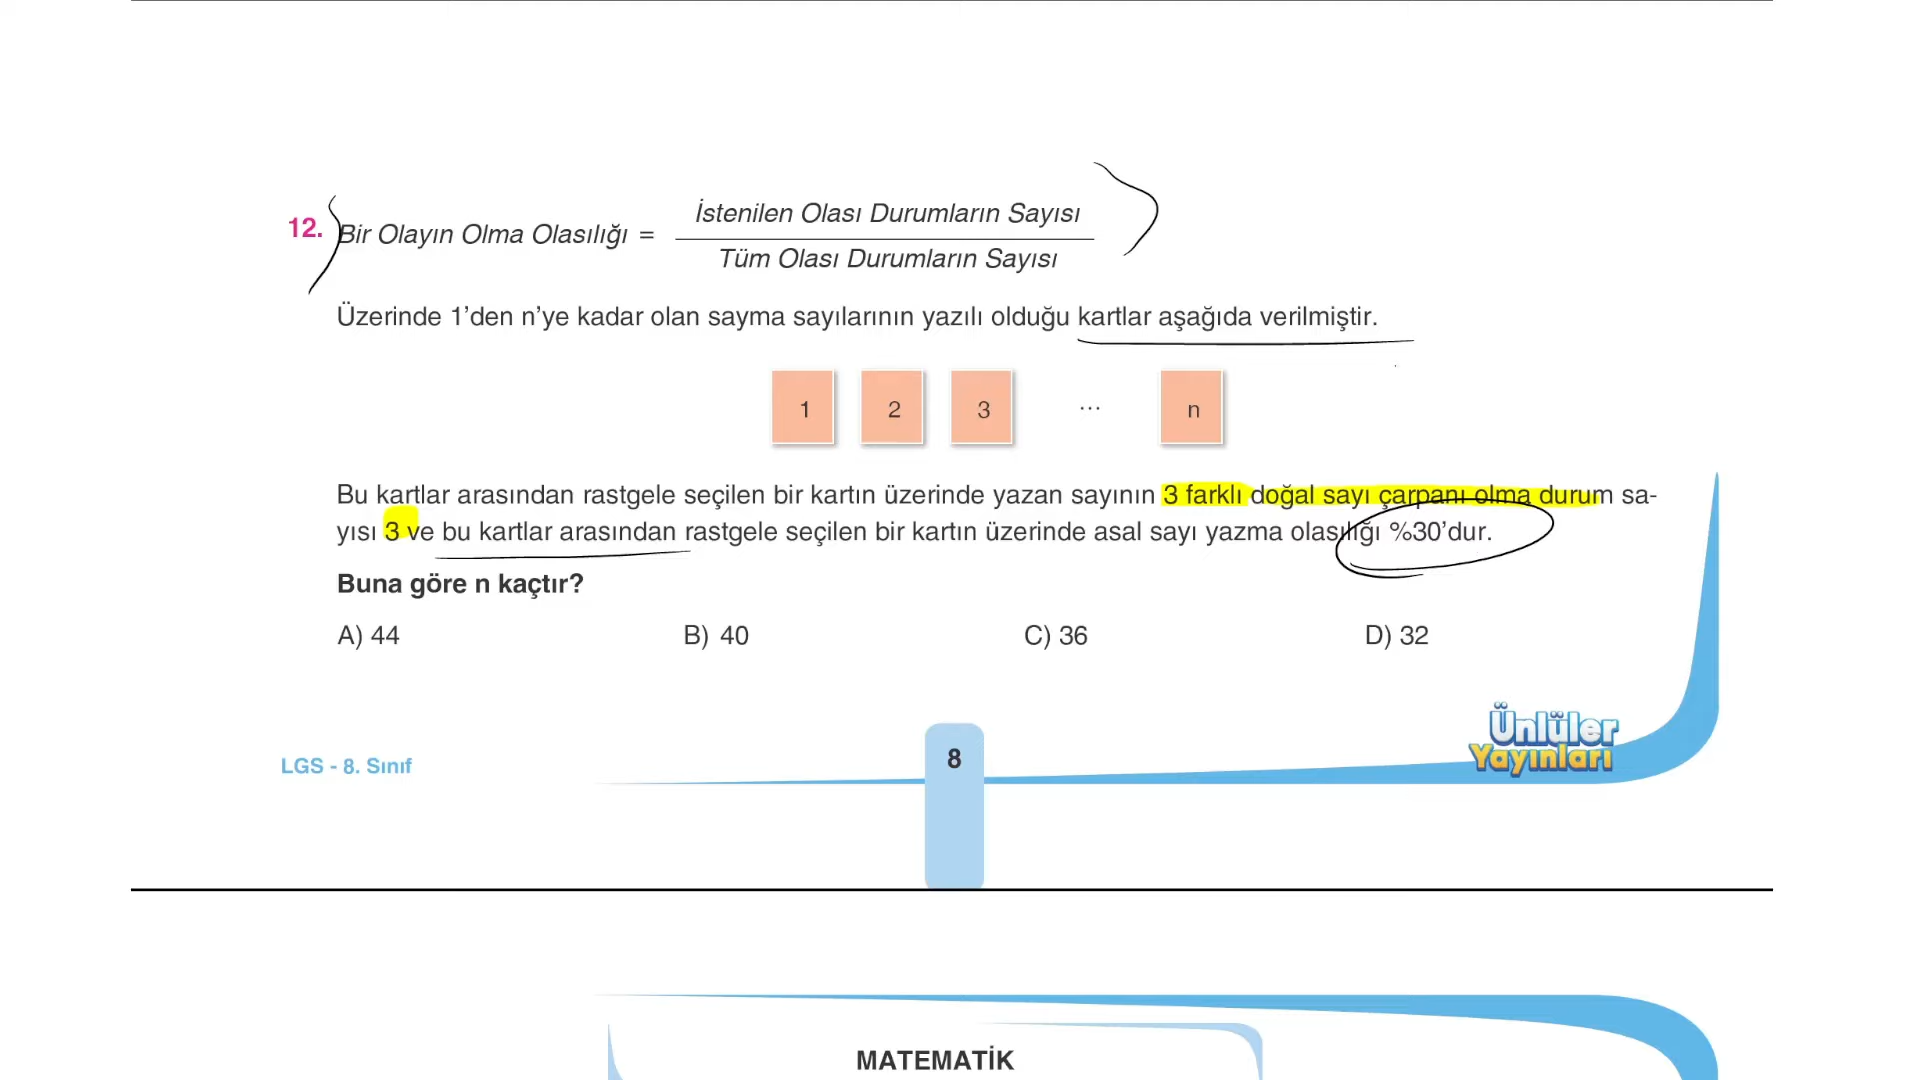 12. Bir Olayın Olma Olasılığı = İstenilen Olası Durumların Sayısı
Tüm Olası Durumların Sayısı
Üzerinde 1’den n’ye kadar olan sayma sayılarının yazılı olduğu kartlar aşağıda verilmiştir.
1 2 3 ... n
Bu kartlar arasından rastgele seçilen bir kartın üzerinde yazan sayının 3 farklı doğal sayı çarpanı olma durum sa-
yısı 3 ve bu kartlar arasından rastgele seçilen bir kartın üzerinde asal sayı yazma olasılığı %30’dur.
Buna göre n kaçtır?
A) 44 B) 40 C) 36 D) 32
Ünlüler
Yayınları
LGS - 8. Sınıf 8
MATEMATİK